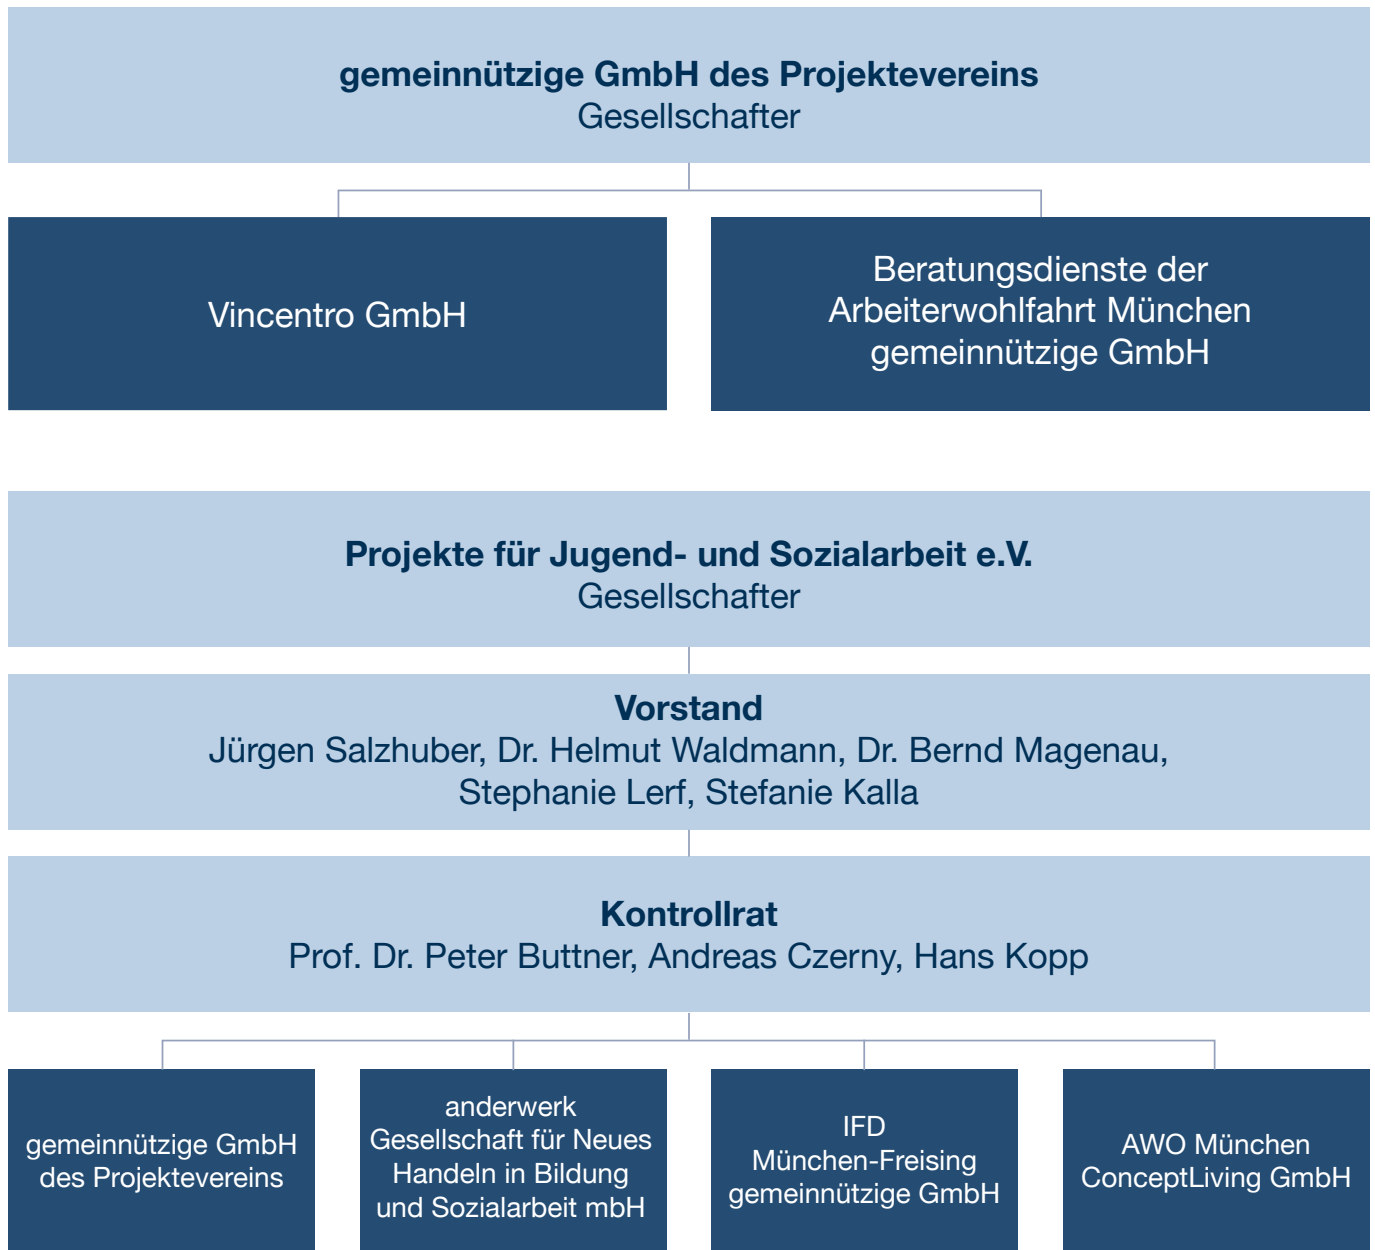 gemeinnützige GmbH des Projektevereins
Gesellschafter
Vincentro GmbH
Beratungsdienste der
Arbeiterwohlfahrt München
gemeinnützige GmbH
Projekte für Jugend- und Sozialarbeit e.V.
Gesellschafter
Vorstand
Jürgen Salzhuber, Dr. Helmut Waldmann, Dr. Bernd Magenau,
Stephanie Lerf, Stefanie Kalla
Kontrollrat
Prof. Dr. Peter Buttner, Andreas Czerny, Hans Kopp
gemeinnützige GmbH
des Projektevereins
anderwerk
Gesellschaft für Neues
Handeln in Bildung
und Sozialarbeit mbH
IFD
München-Freising
gemeinnützige GmbH
AWO München
ConceptLiving GmbH